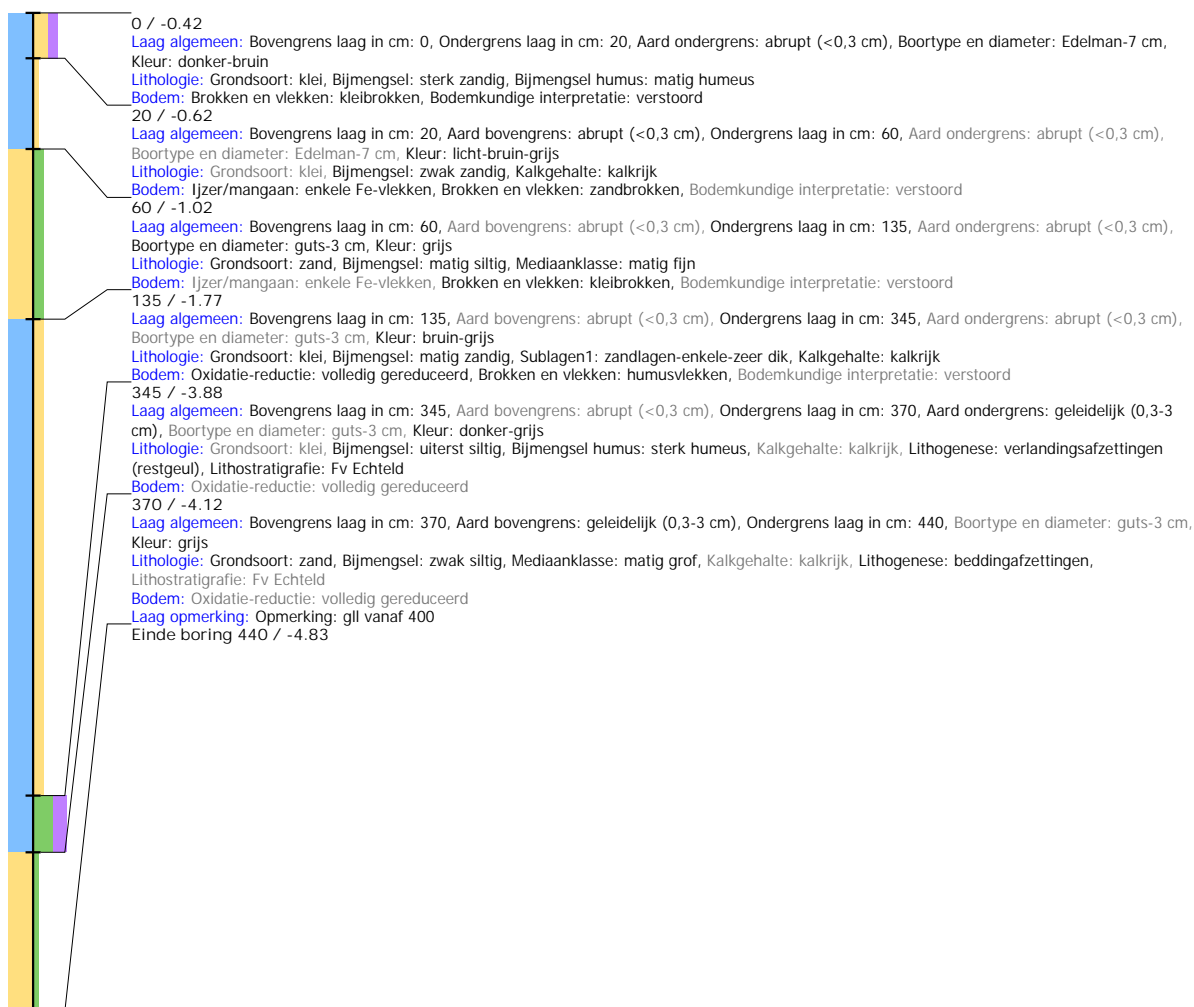 0 / -0.42
Laag algemeen: Bovengrens laag in cm: 0, Ondergrens laag in cm: 20, Aard ondergrens: abrupt (<0,3 cm), Boortype en diameter: Edelman-7 cm,
Kleur: donker-bruin
Lithologie: Grondsoort: klei, Bijmengsel: sterk zandig, Bijmengsel humus: matig humeus
Bodem: Brokken en vlekken: kleibrokken, Bodemkundige interpretatie: verstoord
20 / -0.62
Laag algemeen: Bovengrens laag in cm: 20, Aard bovengrens: abrupt (<0,3 cm), Ondergrens laag in cm: 60, Aard ondergrens: abrupt (<0,3 cm),
Boortype en diameter: Edelman-7 cm, Kleur: licht-bruin-grijs
Lithologie: Grondsoort: klei, Bijmengsel: zwak zandig, Kalkgehalte: kalkrijk
Bodem: Ijzer/mangaan: enkele Fe-vlekken, Brokken en vlekken: zandbrokken, Bodemkundige interpretatie: verstoord
60 / -1.02
Laag algemeen: Bovengrens laag in cm: 60, Aard bovengrens: abrupt (<0,3 cm), Ondergrens laag in cm: 135, Aard ondergrens: abrupt (<0,3 cm),
Boortype en diameter: guts-3 cm, Kleur: grijs
Lithologie: Grondsoort: zand, Bijmengsel: matig siltig, Mediaanklasse: matig fijn
Bodem: Ijzer/mangaan: enkele Fe-vlekken, Brokken en vlekken: kleibrokken, Bodemkundige interpretatie: verstoord
135 / -1.77
Laag algemeen: Bovengrens laag in cm: 135, Aard bovengrens: abrupt (<0,3 cm), Ondergrens laag in cm: 345, Aard ondergrens: abrupt (<0,3 cm),
Boortype en diameter: guts-3 cm, Kleur: bruin-grijs
Lithologie: Grondsoort: klei, Bijmengsel: matig zandig, Sublagen1: zandlagen-enkele-zeer dik, Kalkgehalte: kalkrijk
Bodem: Oxidatie-reductie: volledig gereduceerd, Brokken en vlekken: humusvlekken, Bodemkundige interpretatie: verstoord
345 / -3.88
Laag algemeen: Bovengrens laag in cm: 345, Aard bovengrens: abrupt (<0,3 cm), Ondergrens laag in cm: 370, Aard ondergrens: geleidelijk (0,3-3
cm), Boortype en diameter: guts-3 cm, Kleur: donker-grijs
Lithologie: Grondsoort: klei, Bijmengsel: uiterst siltig, Bijmengsel humus: sterk humeus, Kalkgehalte: kalkrijk, Lithogenese: verlandingsafzettingen
(restgeul), Lithostratigrafie: Fv Echteld
Bodem: Oxidatie-reductie: volledig gereduceerd
370 / -4.12
Laag algemeen: Bovengrens laag in cm: 370, Aard bovengrens: geleidelijk (0,3-3 cm), Ondergrens laag in cm: 440, Boortype en diameter: guts-3 cm,
Kleur: grijs
Lithologie: Grondsoort: zand, Bijmengsel: zwak siltig, Mediaanklasse: matig grof, Kalkgehalte: kalkrijk, Lithogenese: beddingafzettingen,
Lithostratigrafie: Fv Echteld
Bodem: Oxidatie-reductie: volledig gereduceerd
Laag opmerking: Opmerking: gll vanaf 400
Einde boring 440 / -4.83